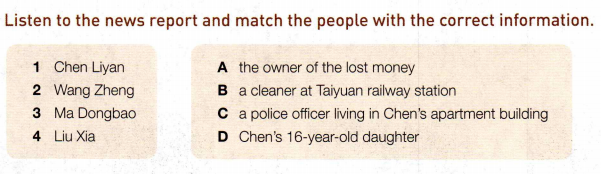 Listen to the news report and match the people with the correct information.
1 Chen Liyan
2 Wang Zheng
3 Ma Dongbao
4 Liu Xia
A the owner of the lost money
B a cleaner at Taiyuan railway station
C a police officer living in Chen's apartment building
D Chen's 16-year-old daughter